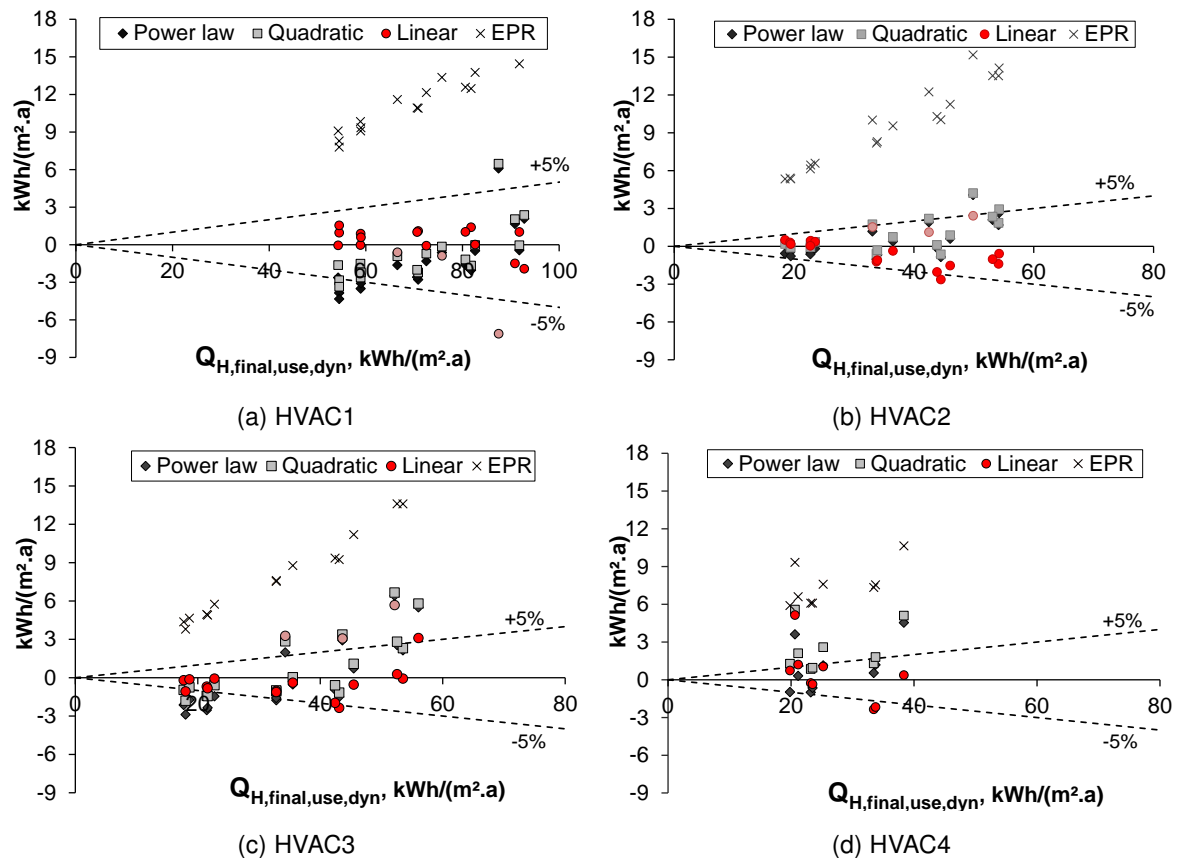 18
15
12
9
6
3
0
-3
-6
-9
kWh/(m².a)
Power law Quadratic Linear EPR
+5%
-5%
0 20 40 60 80 100
Q_H,final,use,dyn, kWh/(m².a)
(a) HVAC1
18
15
12
9
6
3
0
-3
-6
-9
kWh/(m².a)
Power law Quadratic Linear EPR
+5%
-5%
0 20 40 60 80
Q_H,final,use,dyn, kWh/(m².a)
(b) HVAC2
18
15
12
9
6
3
0
-3
-6
-9
kWh/(m².a)
Power law Quadratic Linear EPR
+5%
-5%
0 20 40 60 80
Q_H,final,use,dyn, kWh/(m².a)
(c) HVAC3
18
15
12
9
6
3
0
-3
-6
-9
kWh/(m².a)
Power law Quadratic Linear EPR
+5%
-5%
0 20 40 60 80
Q_H,final,use,dyn, kWh/(m².a)
(d) HVAC4